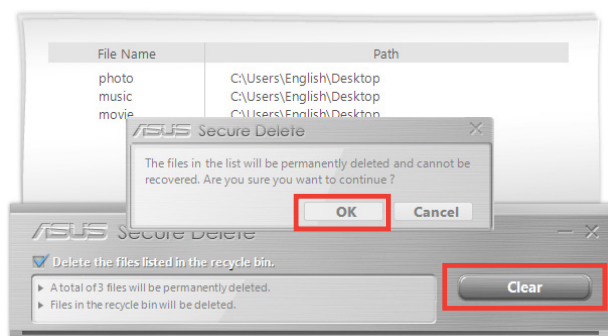 File Name Path
photo C:\Users\English\Desktop
music C:\Users\English\Desktop
movie C:\Users\English\Desktop
ASUS Secure Delete
The files in the list will be permanently deleted and cannot be
recovered. Are you sure you want to continue ?
OK Cancel
ASUS Secure Delete
Delete the files listed in the recycle bin.
A total of 3 files will be permanently deleted.
Files in the recycle bin will be deleted.
Clear